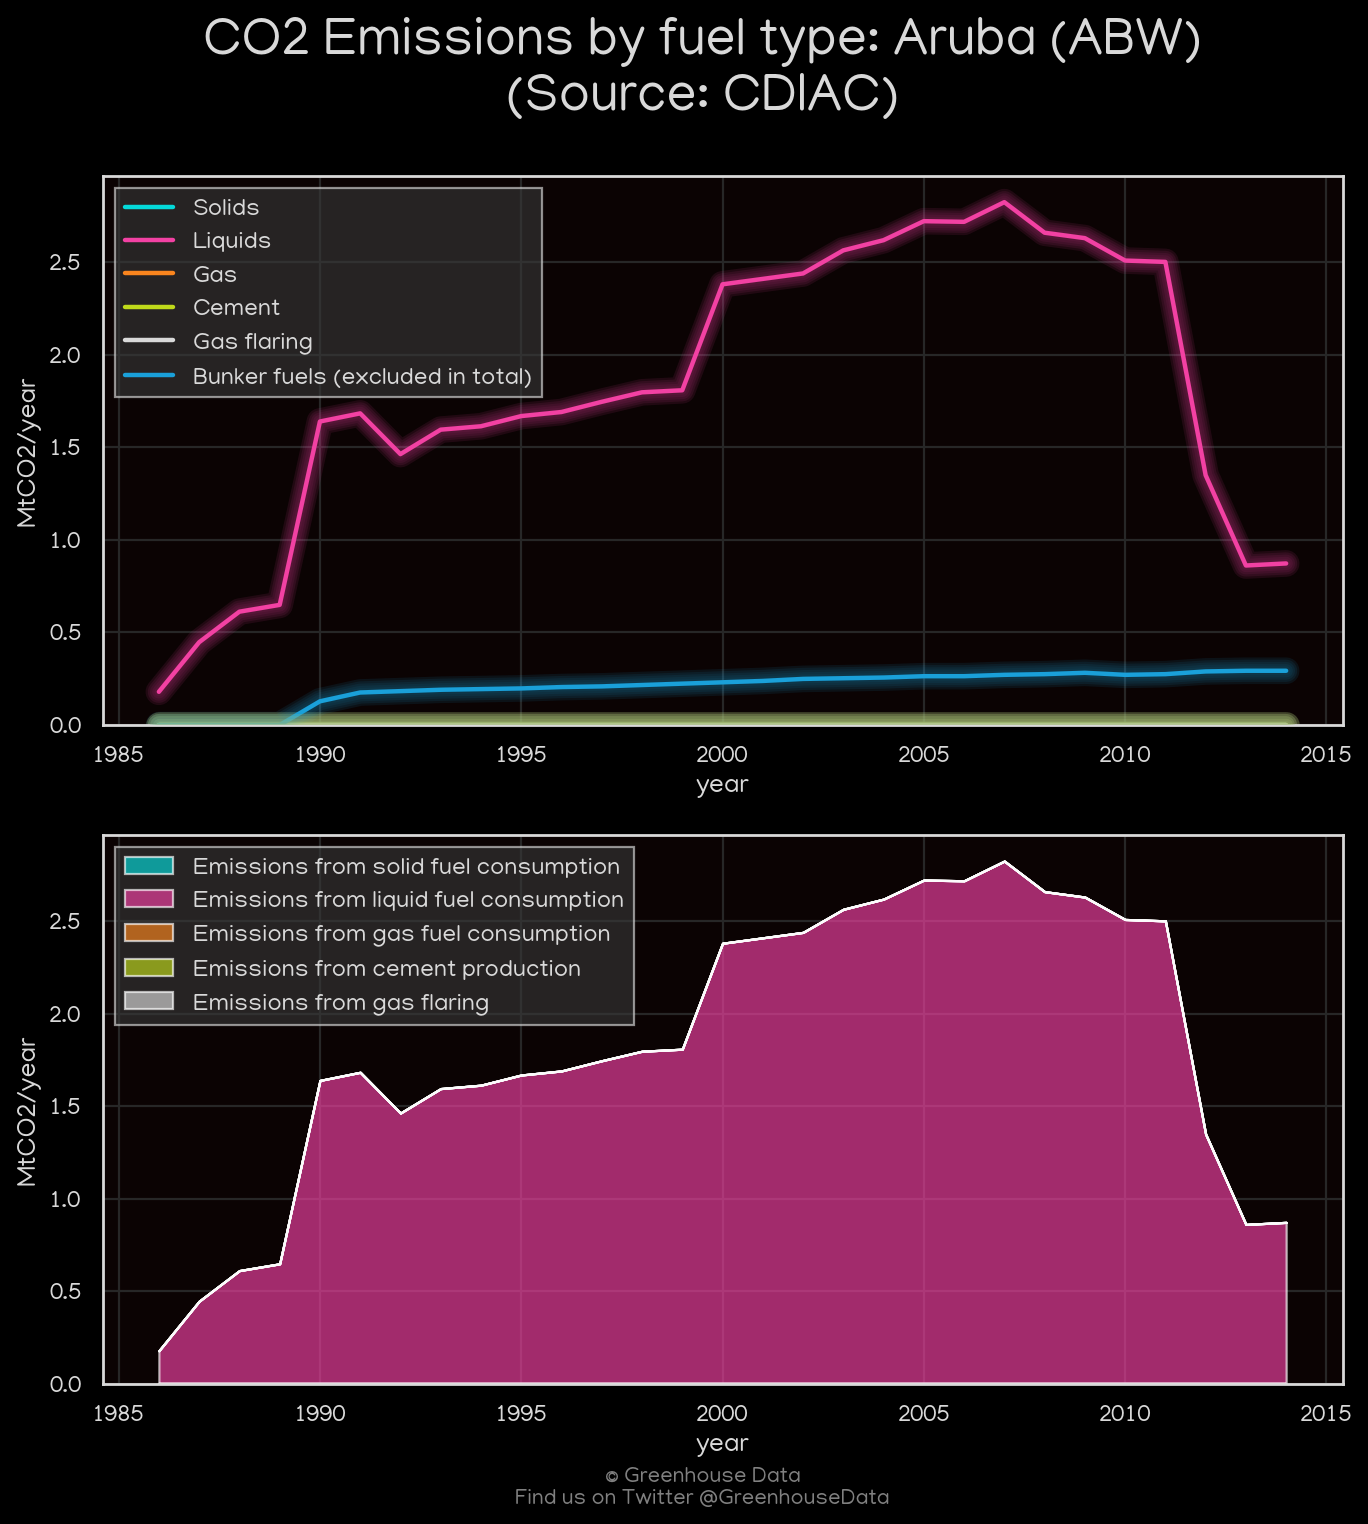 CO2 Emissions by fuel type: Aruba (ABW)
(Source: CDIAC)
Solids
Liquids
Gas
Cement
Gas flaring
Bunker fuels (excluded in total)
MtCO2/year
2.5
2.0
1.5
1.0
0.5
0.0
1985 1990 1995 2000 2005 2010 2015
year
Emissions from solid fuel consumption
Emissions from liquid fuel consumption
Emissions from gas fuel consumption
Emissions from cement production
Emissions from gas flaring
MtCO2/year
2.5
2.0
1.5
1.0
0.5
0.0
1985 1990 1995 2000 2005 2010 2015
year
© Greenhouse Data
Find us on Twitter @GreenhouseData